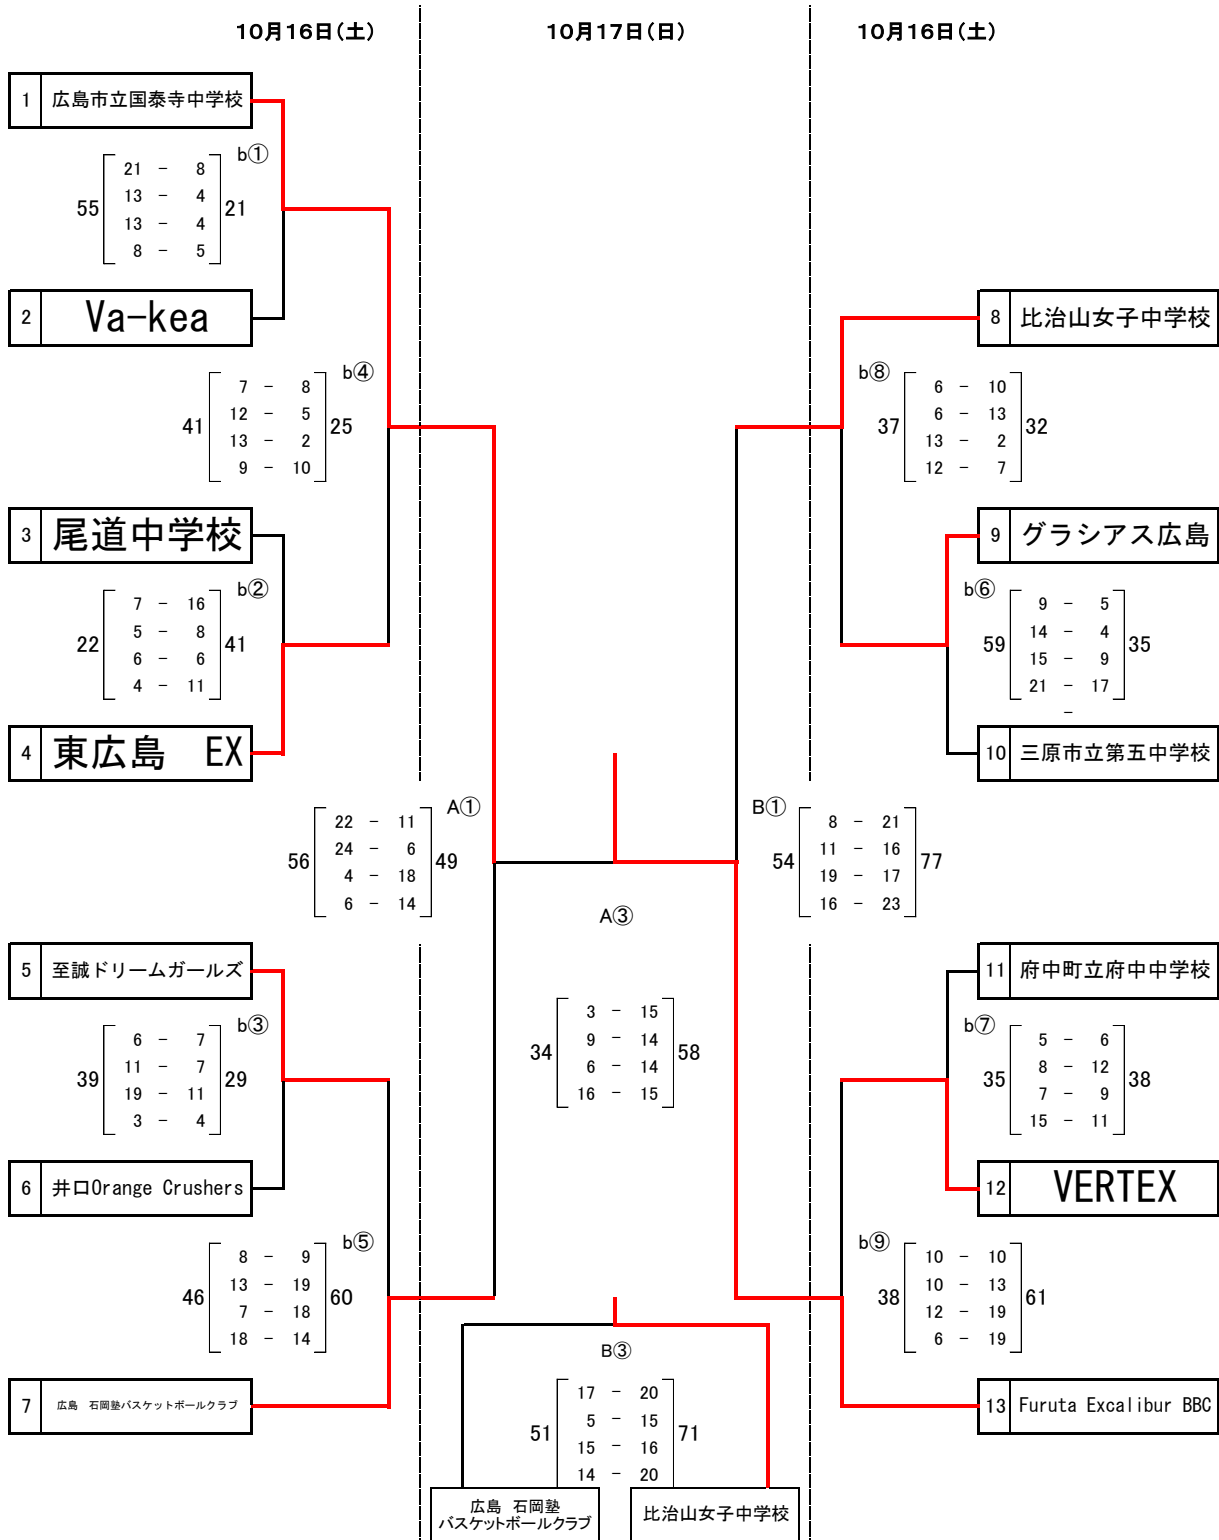 10月16日(土)
10月17日(日)
10月16日(土)
1 広島市立国泰寺中学校
b①
55 21 - 8 21
13 - 4
13 - 4
8 - 5
2 Va-kea
b④
41 7 - 8 25
12 - 5
13 - 2
9 - 10
3 尾道中学校
b②
22 7 - 16 41
5 - 8
6 - 6
4 - 11
4 東広島　EX
A①
56 22 - 11 49
24 - 6
4 - 18
6 - 14
5 至誠ドリームガールズ
b③
39 6 - 7 29
11 - 7
19 - 11
3 - 4
6 井口Orange Crushers
b⑤
46 8 - 9 60
13 - 19
7 - 18
18 - 14
7 広島　石岡塾バスケットボールクラブ
A③
34 3 - 15 58
9 - 14
6 - 14
16 - 15
B③
51 17 - 20 71
5 - 15
15 - 16
14 - 20
広島　石岡塾
バスケットボールクラブ
比治山女子中学校
8 比治山女子中学校
b⑧
37 6 - 10 32
6 - 13
13 - 2
12 - 7
9 グラシアス広島
b⑥
59 9 - 5 35
14 - 4
15 - 9
21 - 17
-
10 三原市立第五中学校
B①
54 8 - 21 77
11 - 16
19 - 17
16 - 23
11 府中町立府中中学校
b⑦
35 5 - 6 38
8 - 12
7 - 9
15 - 11
12 VERTEX
b⑨
38 10 - 10 61
10 - 13
12 - 19
6 - 19
13 Furuta Excalibur BBC